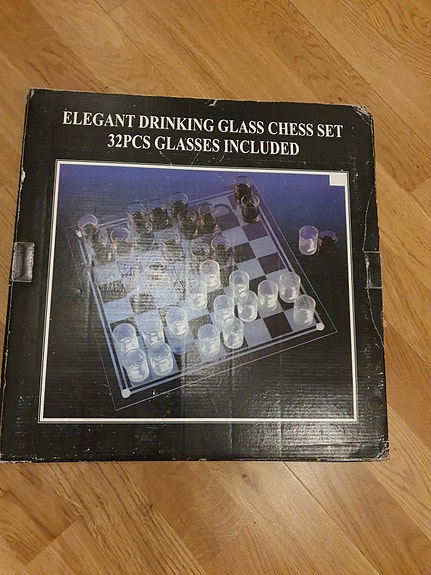 ELEGANT DRINKING GLASS CHESS SET
32PCS GLASSES INCLUDED